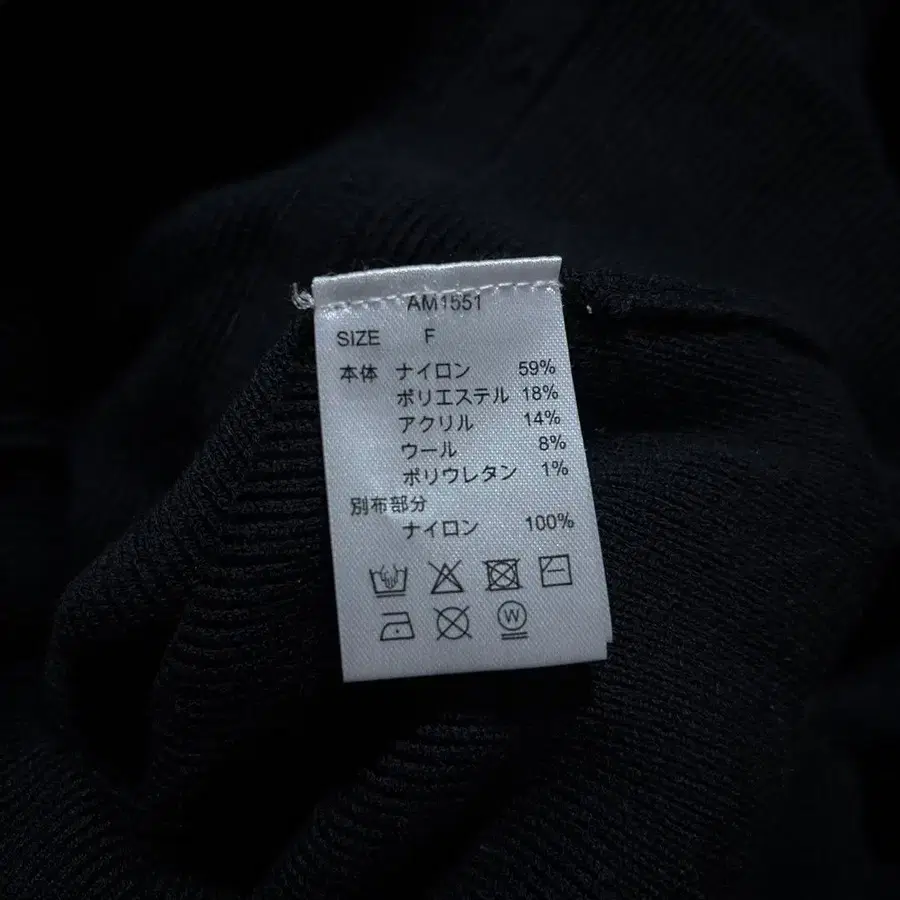 AM1551
SIZE F
本体 ナイロン 59%
ポリエステル 18%
アクリル 14%
ウール 8%
ポリウレタン 1%
別布部分
ナイロン 100%
W